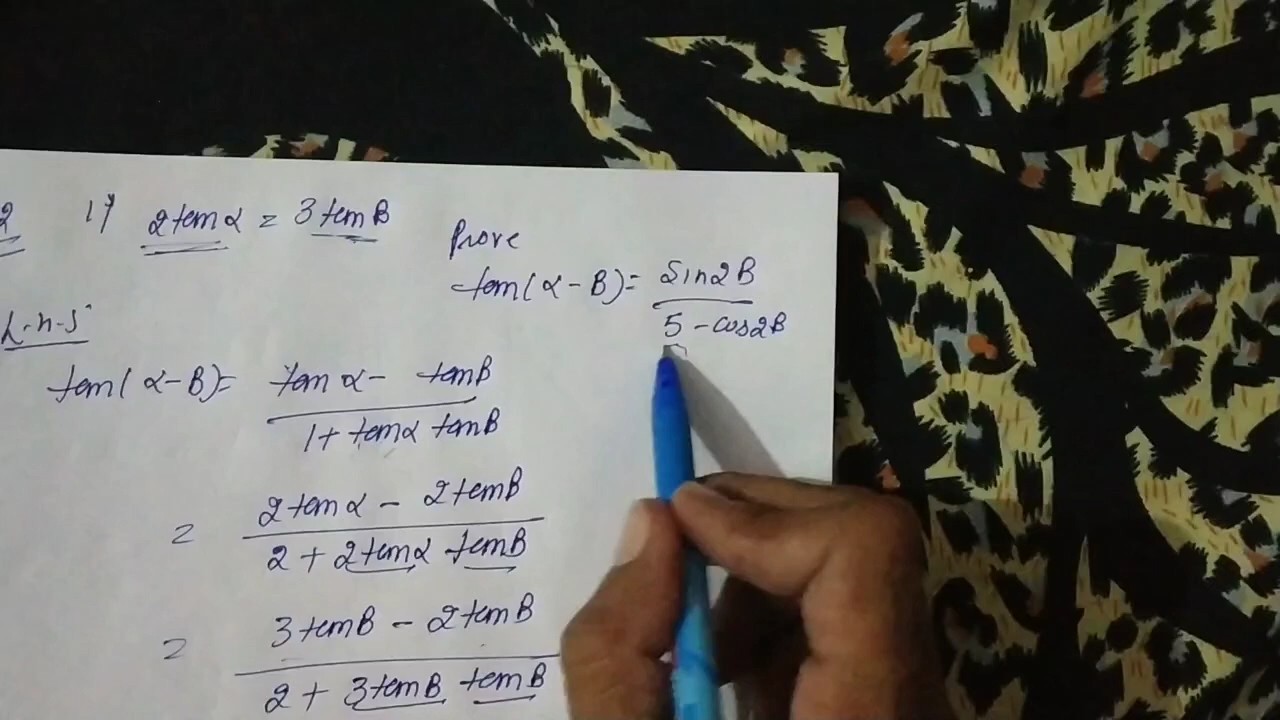 2 If 2tanα = 3tanB
Prove
tan(α-B) = sin2B
5 - cos2B
L-H-S
tan(α-B) = tanα - tanB
1 + tanα tanB
= 2tanα - 2tanB
2 + 2tanα tanB
= 3tanB - 2tanB
2 + 3tanB tanB